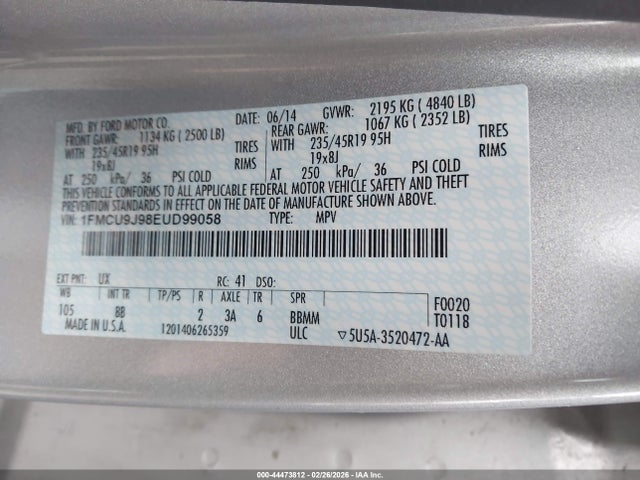 MFD. BY FORD MOTOR CO. DATE: 06/14 GVWR: 2195 KG ( 4840 LB)
FRONT GAWR: 1134 KG ( 2500 LB) REAR GAWR: 1067 KG ( 2352 LB)
WITH 235/45R19 95H TIRES WITH 235/45R19 95H TIRES
19x8J RIMS 19x8J RIMS
AT 250 kPa/ 36 PSI COLD AT 250 kPa/ 36 PSI COLD
THIS VEHICLE CONFORMS TO ALL APPLICABLE FEDERAL MOTOR VEHICLE SAFETY AND THEFT
PREVENTION STANDARDS IN EFFECT ON THE DATE OF MANUFACTURE SHOWN ABOVE.
VIN: 1FMCU9J98EUD99058 TYPE: MPV
EXT PNT: UX RC: 41 DSO:
WB INT TR TP/PS R AXLE TR SPR F0020
105 8B 2 3A 6 BBMM T0118
MADE IN U.S.A. 1201406265359 ULC ▽5U5A-3520472-AA
000-44473812 - 02/26/2026 - IAA Inc.